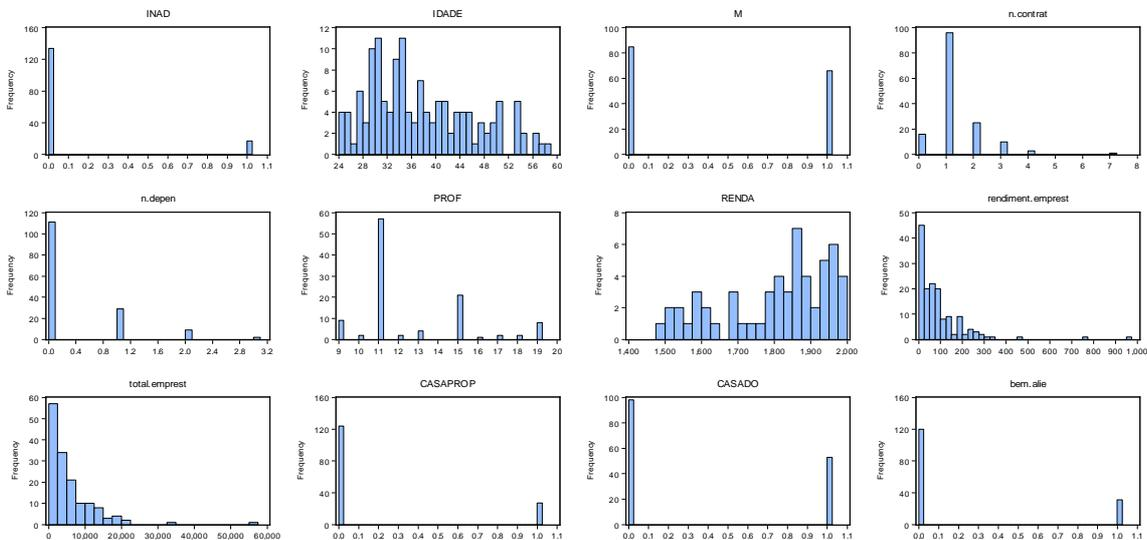 INAD
Frequency
160
120
80
40
0
0.0 0.1 0.2 0.3 0.4 0.5 0.6 0.7 0.8 0.9 1.0 1.1
IDADE
Frequency
12
10
8
6
4
2
0
24 28 32 36 40 44 48 52 56 60
M
Frequency
100
80
60
40
20
0
0.0 0.1 0.2 0.3 0.4 0.5 0.6 0.7 0.8 0.9 1.0 1.1
n.contrat
Frequency
100
80
60
40
20
0
0 1 2 3 4 5 6 7 8
n.depen
Frequency
120
100
80
60
40
20
0
0.0 0.4 0.8 1.2 1.6 2.0 2.4 2.8 3.2
PROF
Frequency
60
50
40
30
20
10
0
9 10 11 12 13 14 15 16 17 18 19 20
RENDA
Frequency
8
6
4
2
0
1,400 1,500 1,600 1,700 1,800 1,900 2,000
rendiment.emprest
Frequency
50
40
30
20
10
0
0 100 200 300 400 500 600 700 800 900 1,000
total.emprest
Frequency
60
50
40
30
20
10
0
0 10,000 20,000 30,000 40,000 50,000 60,000
CASAPROP
Frequency
160
120
80
40
0
0.0 0.1 0.2 0.3 0.4 0.5 0.6 0.7 0.8 0.9 1.0 1.1
CASADO
Frequency
100
80
60
40
20
0
0.0 0.1 0.2 0.3 0.4 0.5 0.6 0.7 0.8 0.9 1.0 1.1
bem.alie
Frequency
160
120
80
40
0
0.0 0.1 0.2 0.3 0.4 0.5 0.6 0.7 0.8 0.9 1.0 1.1